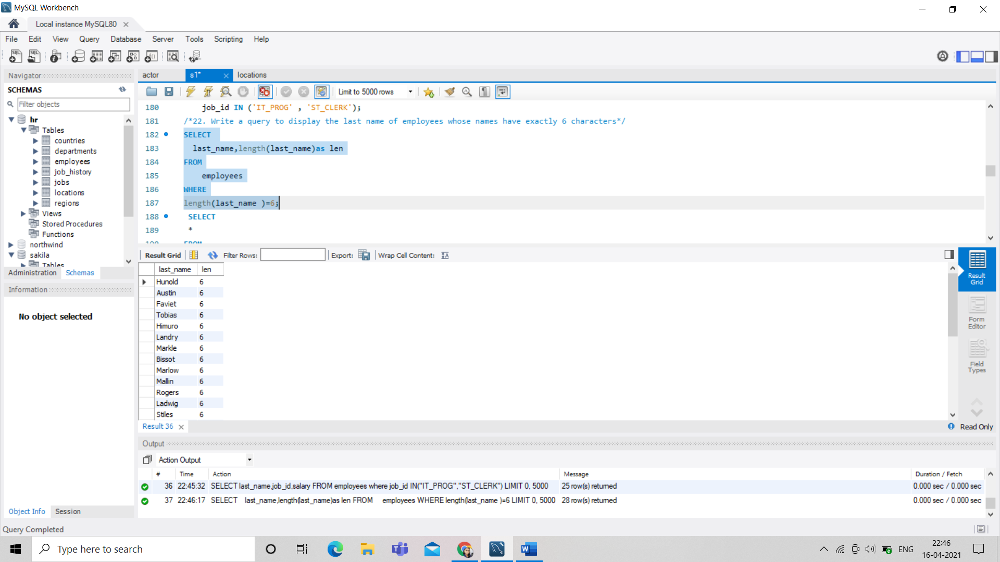 MySQL Workbench
Local instance MySQL80
File Edit View Query Database Server Tools Scripting Help
Navigator
SCHEMAS
Filter objects
hr
Tables
countries
departments
employees
job_history
jobs
locations
regions
Views
Stored Procedures
Functions
northwind
sakila
Tables
Administration Schemas
Information
No object selected
Object Info Session
actor s1* locations
Limit to 5000 rows
180 job_id IN ('IT_PROG' , 'ST_CLERK');
181 /*22. Write a query to display the last name of employees whose names have exactly 6 characters*/
182 SELECT
183 last_name,length(last_name)as len
184 FROM
185 employees
186 WHERE
187 length(last_name )=6;
188 SELECT
189 *
190 FROM
Result Grid Filter Rows: Export: Wrap Cell Content:
last_name len
Hunold 6
Austin 6
Faviet 6
Tobias 6
Himuro 6
Landry 6
Markle 6
Bissot 6
Marlow 6
Mallin 6
Rogers 6
Ladwig 6
Stiles 6
Result Grid
Form Editor
Field Types
Result 36
Read Only
Output
Action Output
# Time Action Message Duration / Fetch
36 22:45:32 SELECT last_name,job_id,salary FROM employees where job_id IN("IT_PROG","ST_CLERK") LIMIT 0, 5000 25 row(s) returned 0.000 sec / 0.000 sec
37 22:46:17 SELECT last_name,length(last_name)as len FROM employees WHERE length(last_name )=6 LIMIT 0, 5000 28 row(s) returned 0.000 sec / 0.000 sec
Query Completed
Type here to search
ENG
22:46
16-04-2021